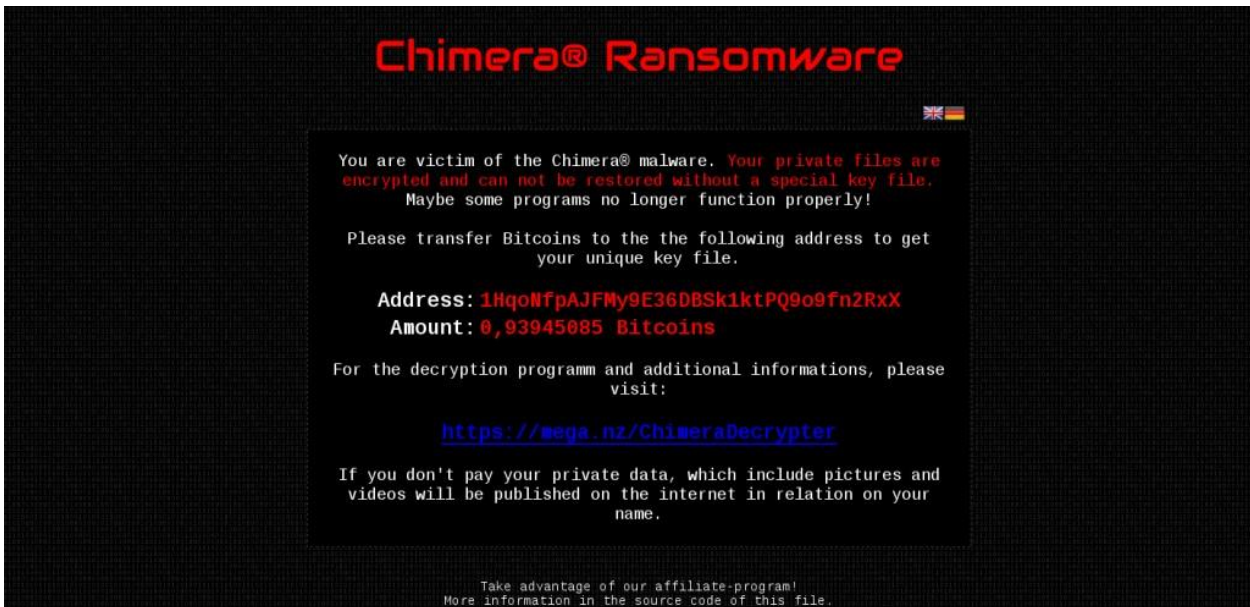 Chimera® Ransomware
You are victim of the Chimera® malware. Your private files are
encrypted and can not be restored without a special key file.
Maybe some programs no longer function properly!
Please transfer Bitcoins to the the following address to get
your unique key file.
Address: 1HqoNfpAJFMy9E36DBSk1ktPQ9o9fn2RxX
Amount: 0,93945085 Bitcoins
For the decryption programm and additional informations, please
visit:
https://mega.nz/ChimeraDecrypter
If you don't pay your private data, which include pictures and
videos will be published on the internet in relation on your
name.
Take advantage of our affiliate-program!
More information in the source code of this file.